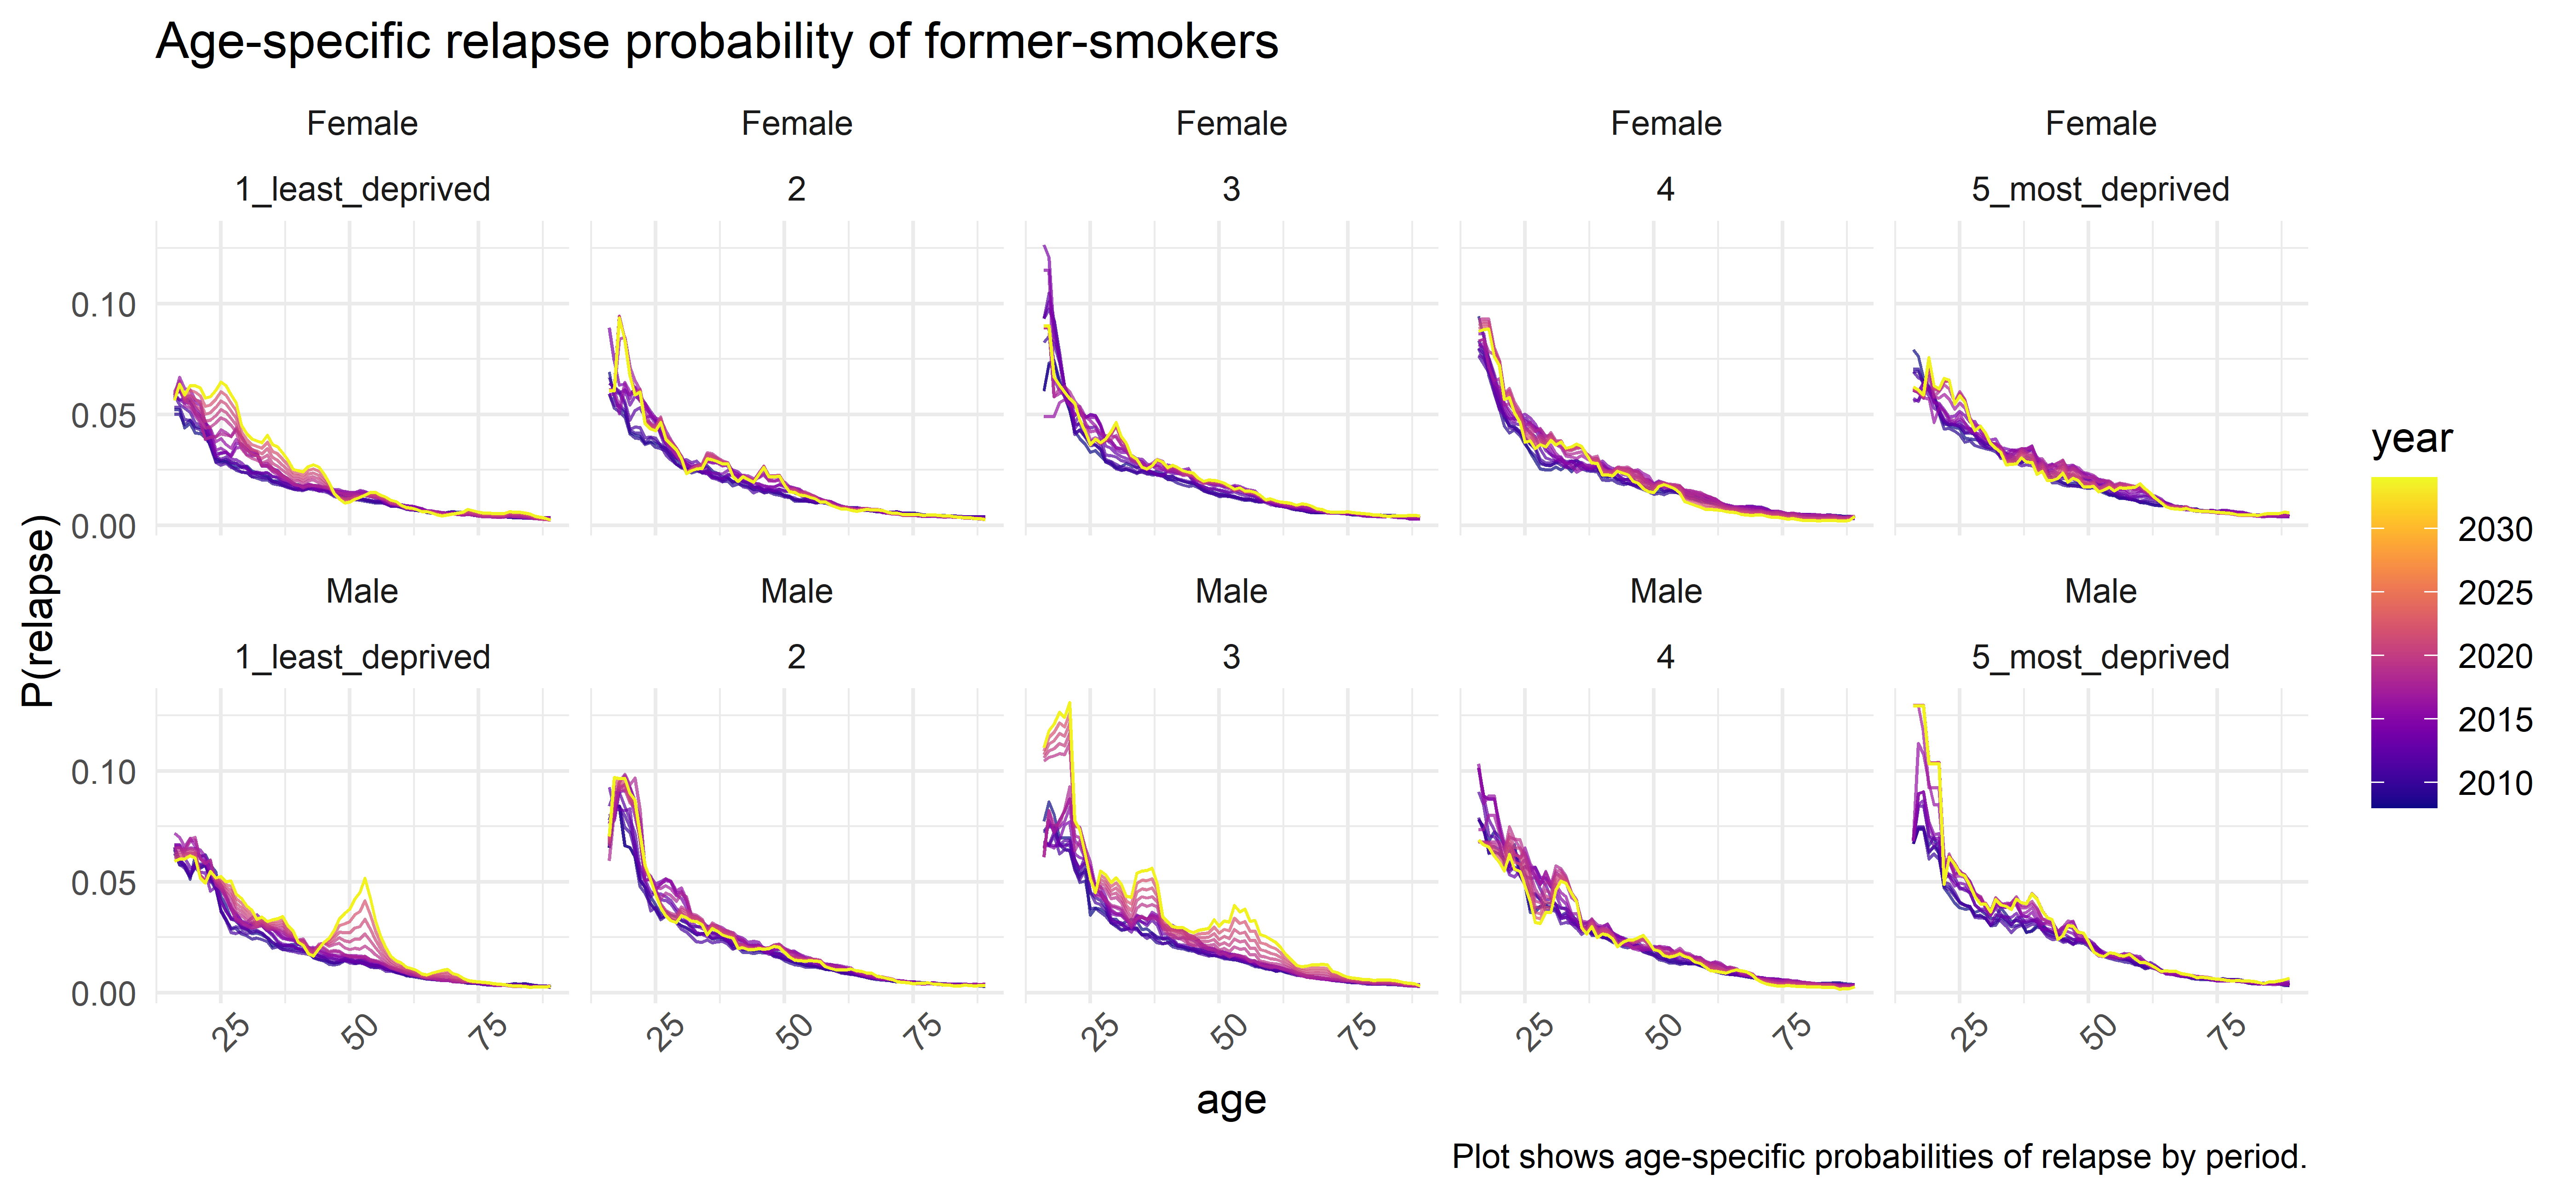 Age-specific relapse probability of former-smokers
Female
Female
Female
Female
Female
1_least_deprived
2
3
4
5_most_deprived
0.10
0.05
0.00
Male
Male
Male
Male
Male
1_least_deprived
2
3
4
5_most_deprived
0.10
0.05
0.00
P(relapse)
25
50
75
25
50
75
25
50
75
25
50
75
25
50
75
age
year
2030
2025
2020
2015
2010
Plot shows age-specific probabilities of relapse by period.